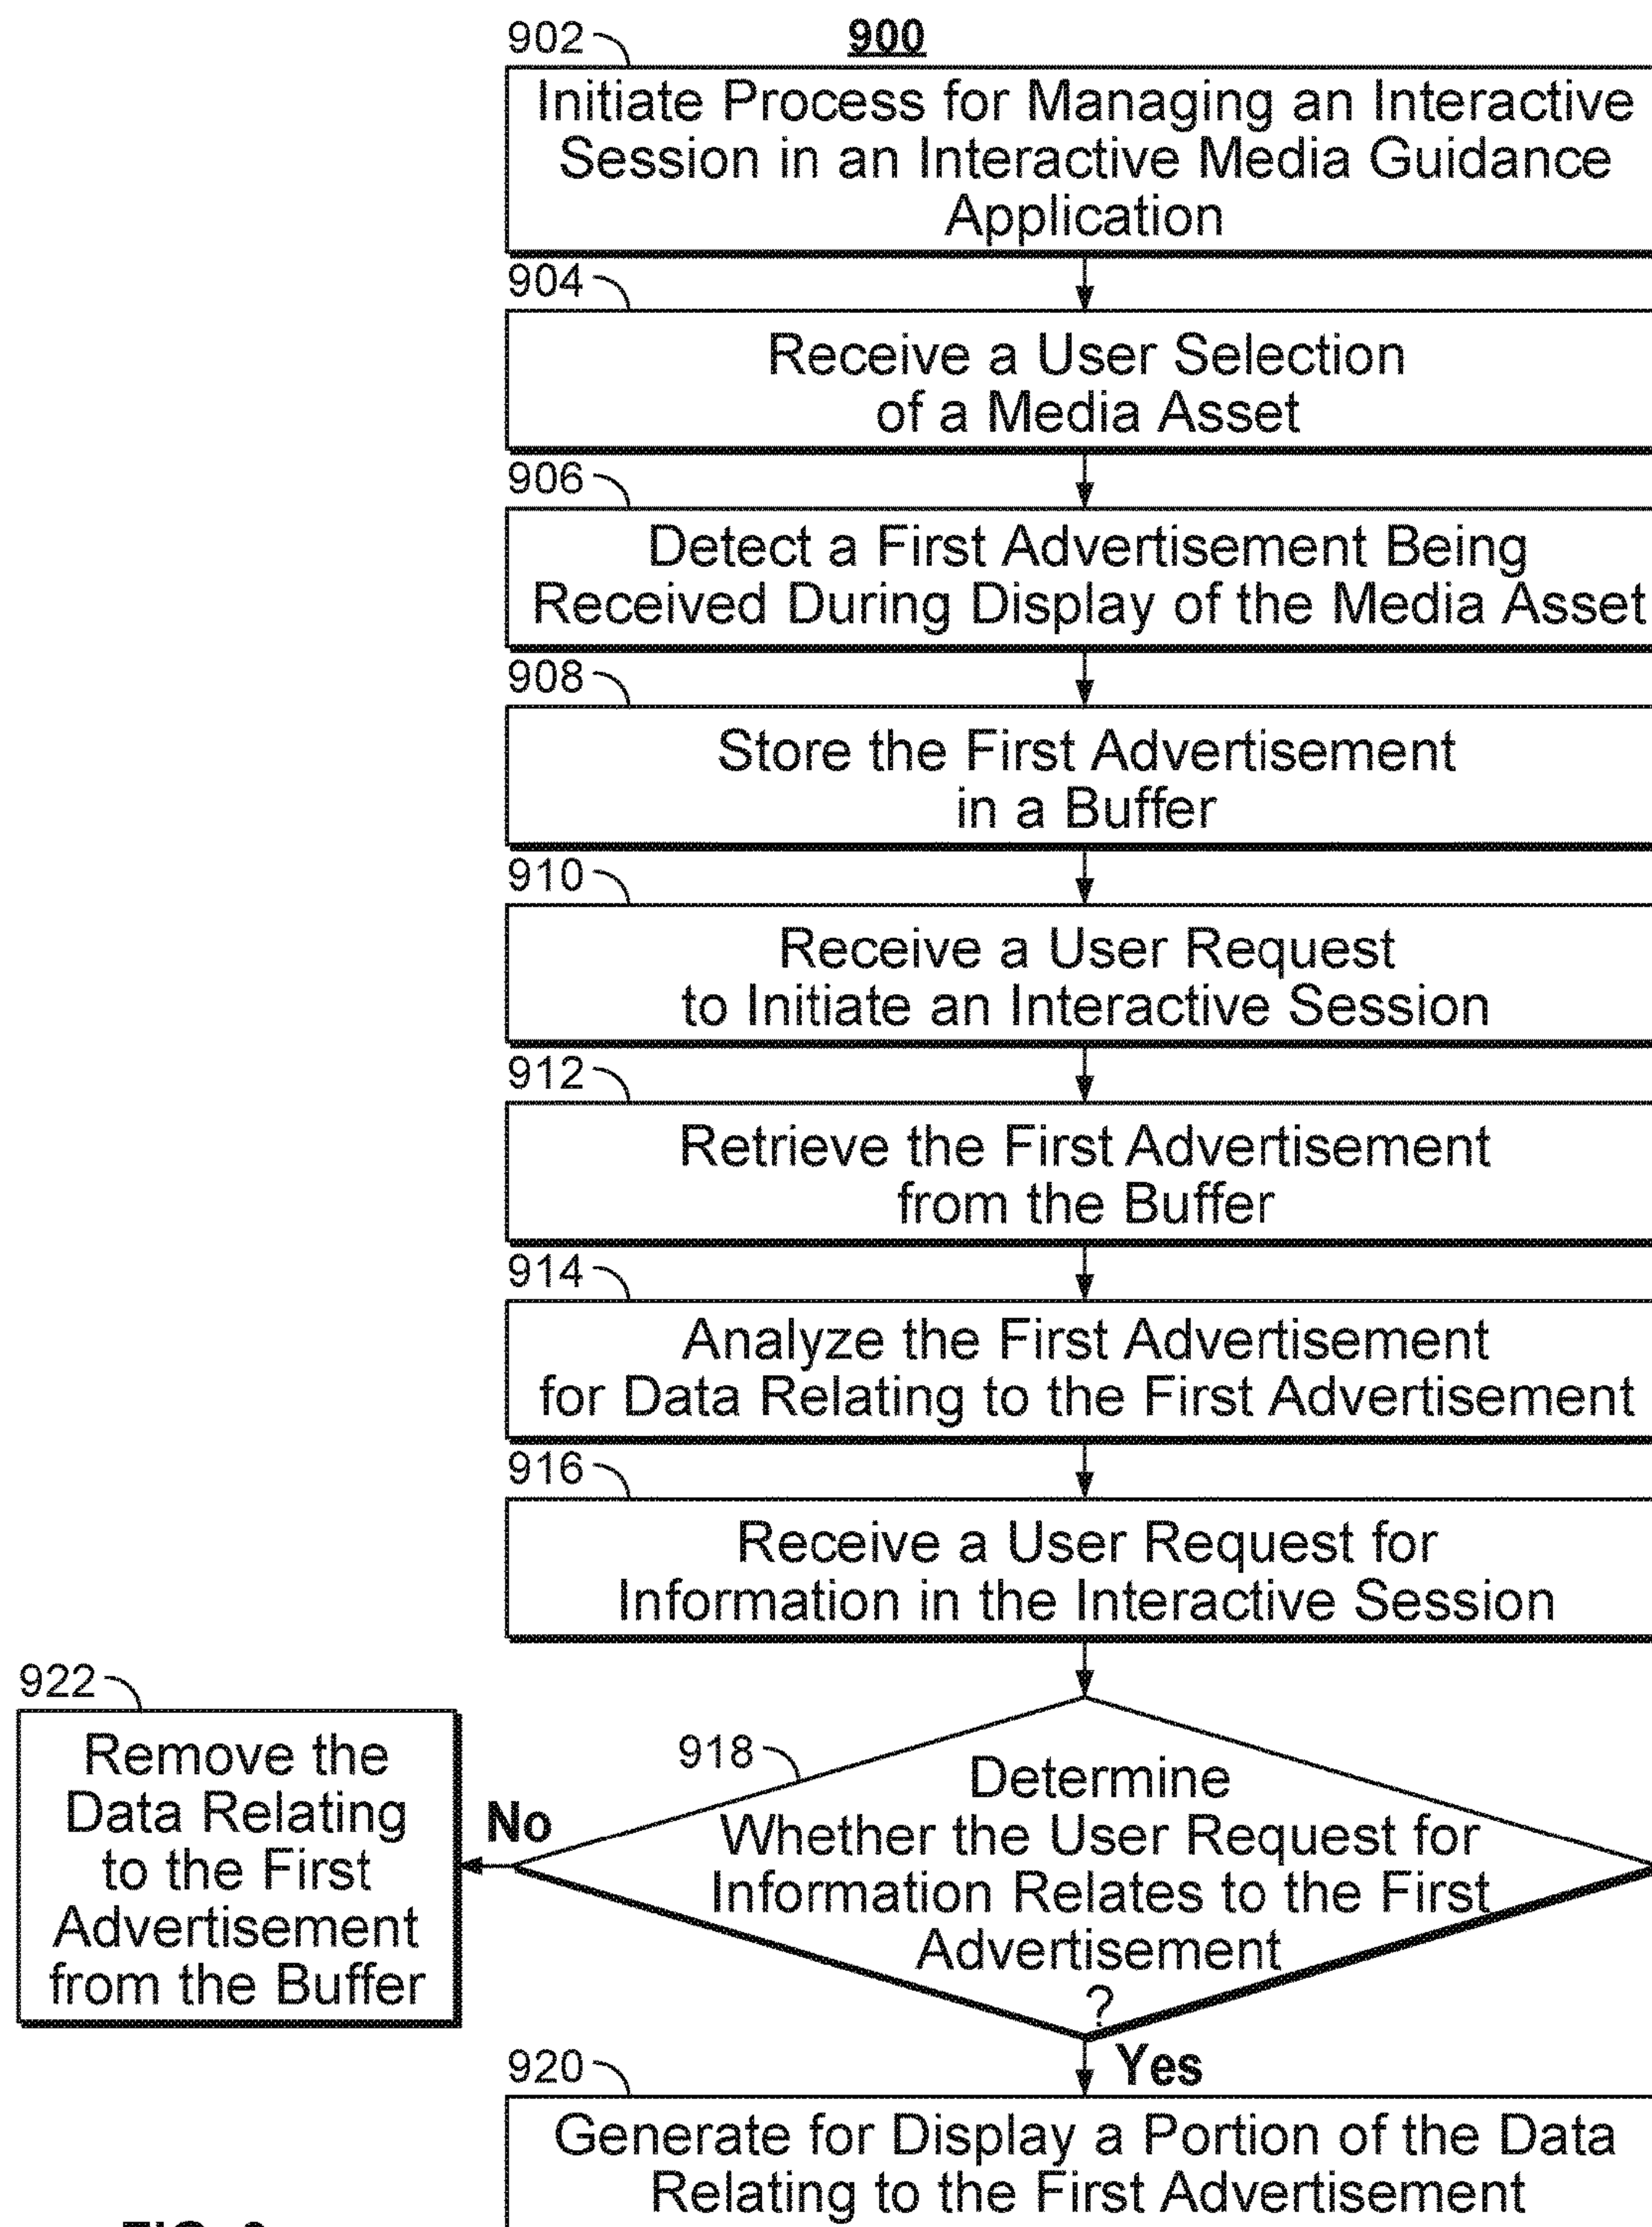 902
900
Initiate Process for Managing an Interactive
Session in an Interactive Media Guidance
Application
904
Receive a User Selection
of a Media Asset
906
Detect a First Advertisement Being
Received During Display of the Media Asset
908
Store the First Advertisement
in a Buffer
910
Receive a User Request
to Initiate an Interactive Session
912
Retrieve the First Advertisement
from the Buffer
914
Analyze the First Advertisement
for Data Relating to the First Advertisement
916
Receive a User Request for
Information in the Interactive Session
922
Remove the
Data Relating
to the First
Advertisement
from the Buffer
No
918
Determine
Whether the User Request for
Information Relates to the First
Advertisement
?
Yes
920
Generate for Display a Portion of the Data
Relating to the First Advertisement